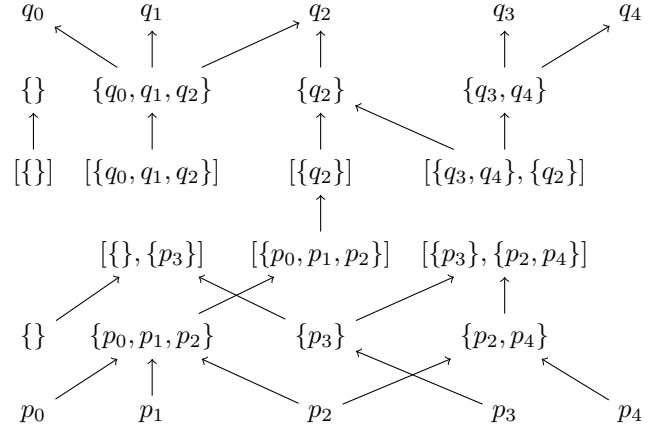 q₀ q₁ q₂ q₃ q₄
{} {q₀, q₁, q₂} {q₂} {q₃, q₄}
[{}] [{q₀, q₁, q₂}] [{q₂}] [{q₃, q₄}, {q₂}]
[{}, {p₃}] [{p₀, p₁, p₂}] [{p₃}, {p₂, p₄}]
{} {p₀, p₁, p₂} {p₃} {p₂, p₄}
p₀ p₁ p₂ p₃ p₄